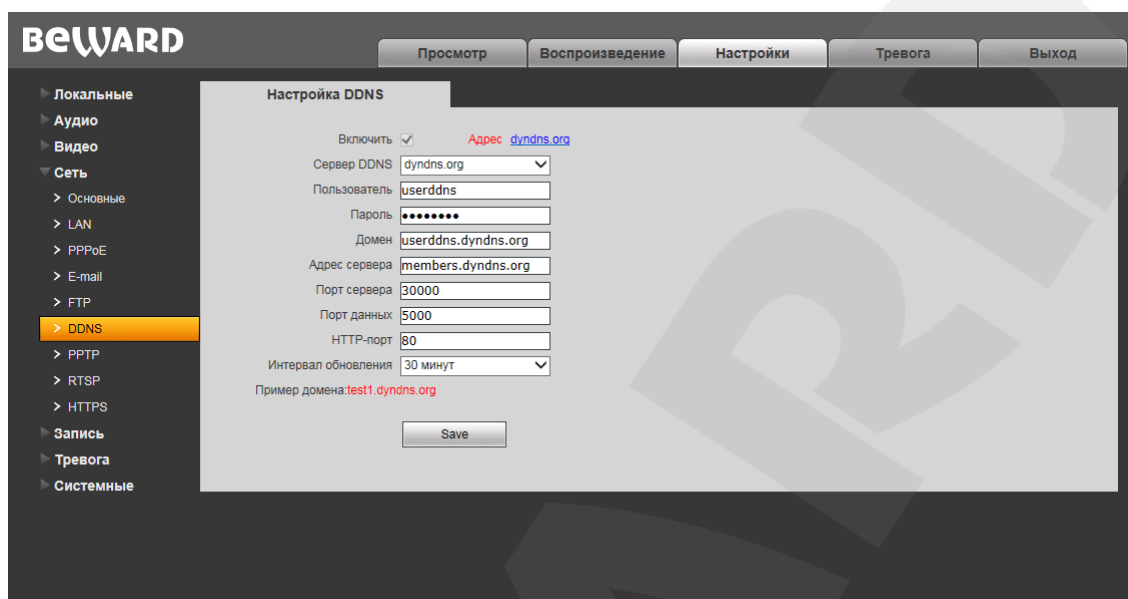 BEWARD
Просмотр Воспроизведение Настройки Тревога Выход
Локальные
Аудио
Видео
Сеть
> Основные
> LAN
> PPPoE
> E-mail
> FTP
> DDNS
> PPTP
> RTSP
> HTTPS
Запись
Тревога
Системные
Настройка DDNS
Включить Адрес dyndns.org
Сервер DDNS dyndns.org
Пользователь userddns
Пароль ••••••••
Домен userddns.dyndns.org
Адрес сервера members.dyndns.org
Порт сервера 30000
Порт данных 5000
HTTP-порт 80
Интервал обновления 30 минут
Пример домена:test1.dyndns.org
Save